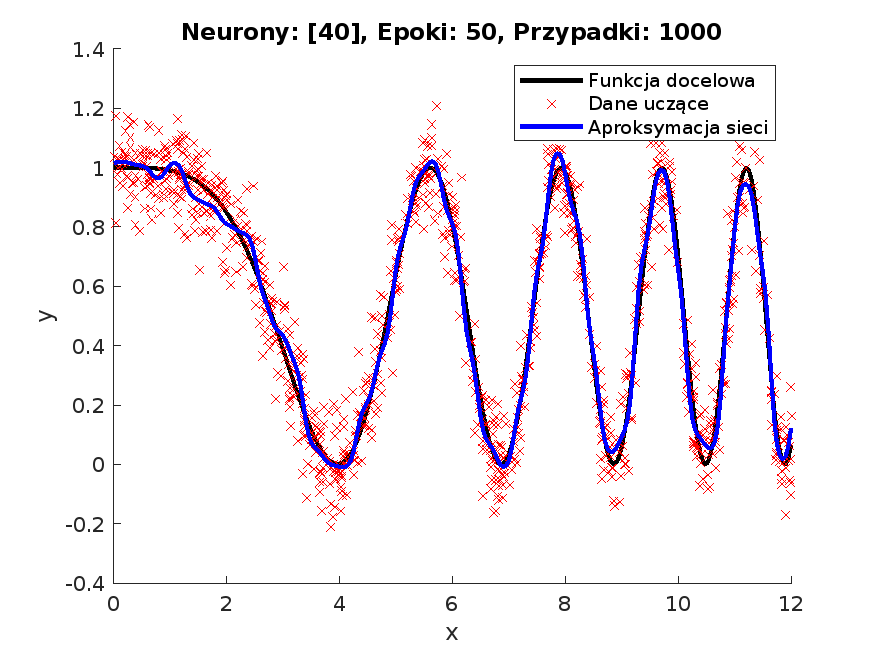 Neurony: [40], Epoki: 50, Przypadki: 1000
Funkcja docelowa
Dane uczące
Aproksymacja sieci
1.4
1.2
1
0.8
0.6
0.4
0.2
0
-0.2
-0.4
y
0 2 4 6 8 10 12
x